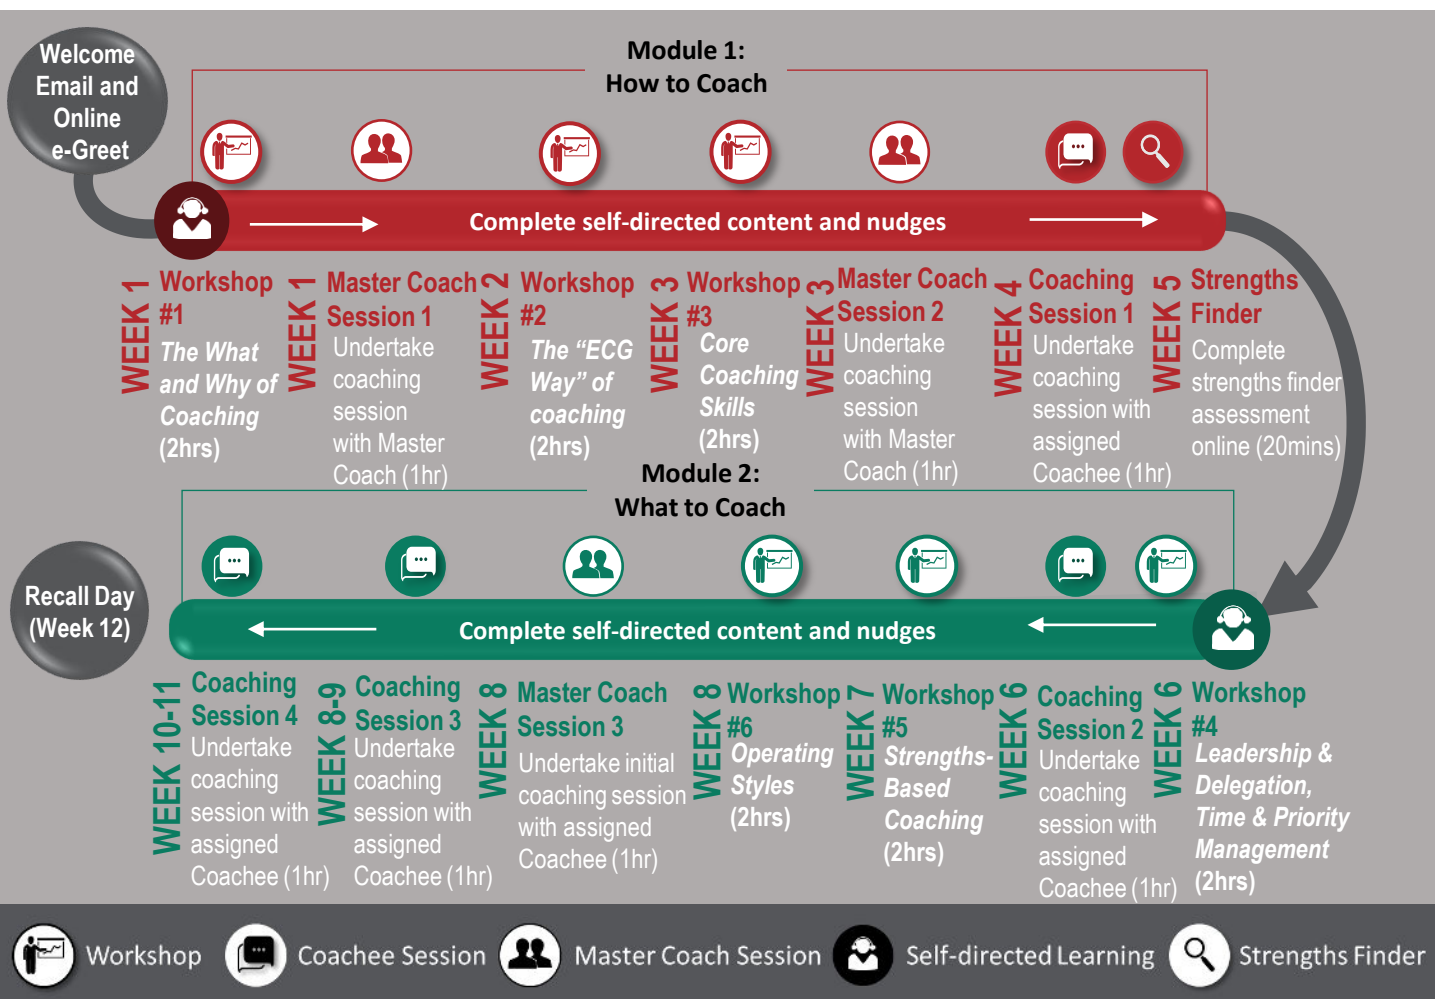 Welcome
Email and
Online
e-Greet
Module 1:
How to Coach
Complete self-directed content and nudges
WEEK 1
Workshop
#1
The What
and Why of
Coaching
(2hrs)
WEEK 1
Master Coach
Session 1
Undertake
coaching
session
with Master
Coach (1hr)
WEEK 2
Workshop
#2
The “ECG
Way” of
coaching
(2hrs)
WEEK 3
Workshop
#3
Core
Coaching
Skills
(2hrs)
WEEK 3
Master Coach
Session 2
Undertake
coaching
session
with Master
Coach (1hr)
WEEK 4
Coaching
Session 1
Undertake
coaching
session with
assigned
Coachee (1hr)
WEEK 5
Strengths
Finder
Complete
strengths finder
assessment
online (20mins)
Module 2:
What to Coach
Recall Day
(Week 12)
Complete self-directed content and nudges
WEEK 10-11
Coaching
Session 4
Undertake
coaching
session with
assigned
Coachee (1hr)
WEEK 8-9
Coaching
Session 3
Undertake
coaching
session with
assigned
Coachee (1hr)
WEEK 8
Master Coach
Session 3
Undertake initial
coaching session
with assigned
Coachee (1hr)
WEEK 8
Workshop
#6
Operating
Styles
(2hrs)
WEEK 7
Workshop
#5
Strengths-
Based
Coaching
(2hrs)
WEEK 6
Coaching
Session 2
Undertake
coaching
session with
assigned
Coachee (1hr)
WEEK 6
Workshop
#4
Leadership &
Delegation,
Time & Priority
Management
(2hrs)
Workshop
Coachee Session
Master Coach Session
Self-directed Learning
Strengths Finder